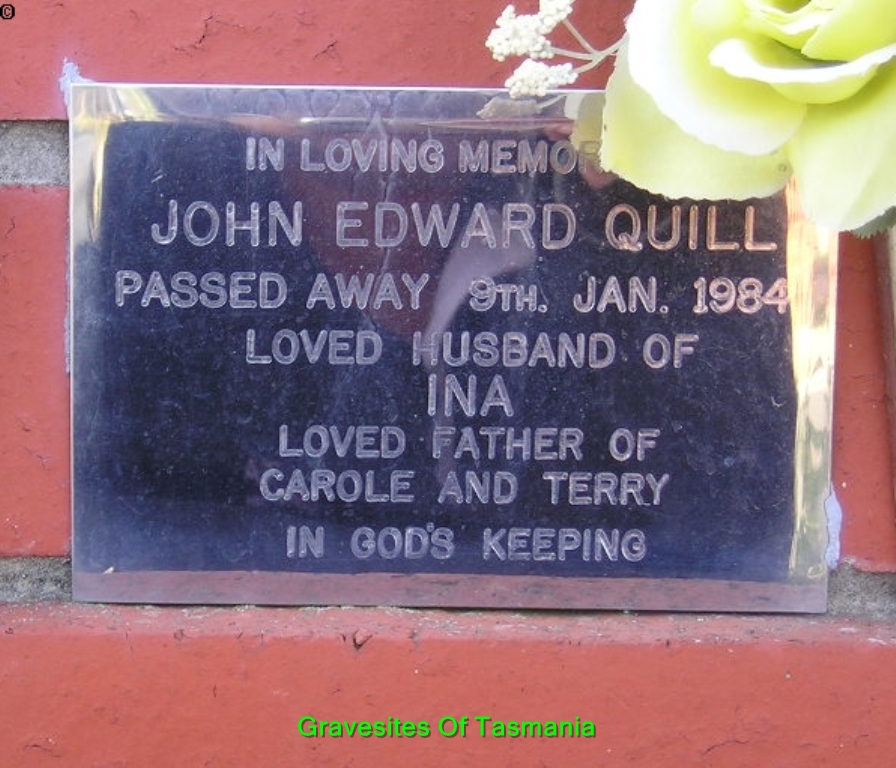 ©
IN LOVING MEMOR
JOHN EDWARD QUILL
PASSED AWAY 9TH. JAN. 1984
LOVED HUSBAND OF
INA
LOVED FATHER OF
CAROLE AND TERRY
IN GOD'S KEEPING
Gravesites Of Tasmania